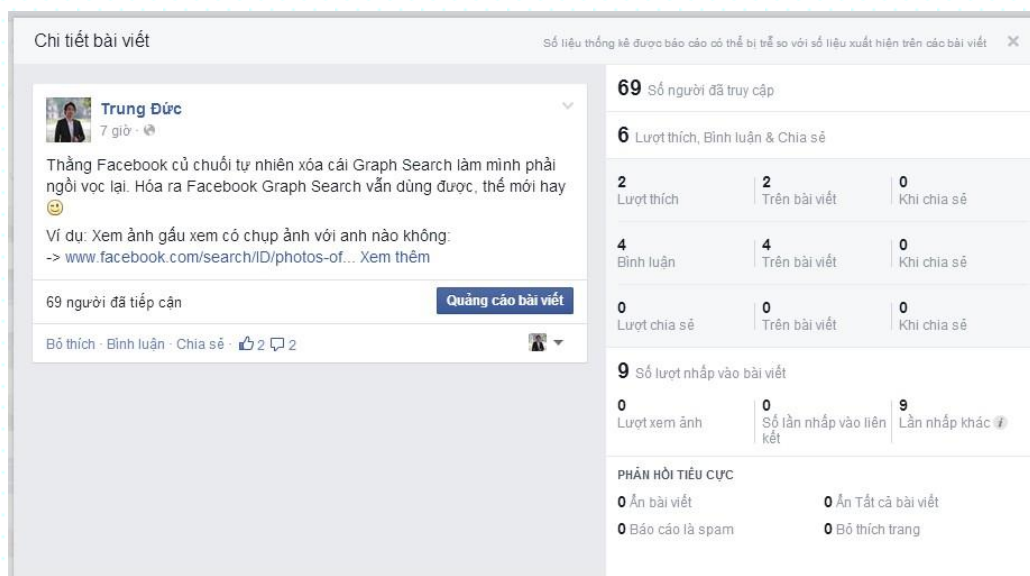 Chi tiết bài viết
Số liệu thống kê được báo cáo có thể bị trễ so với số liệu xuất hiện trên các bài viết
Trung Đức
7 giờ ·
Thằng Facebook củ chuối tự nhiên xóa cái Graph Search làm mình phải
ngồi vọc lại. Hóa ra Facebook Graph Search vẫn dùng được, thế mới hay
Ví dụ: Xem ảnh gấu xem có chụp ảnh với anh nào không:
-> www.facebook.com/search/ID/photos-of... Xem thêm
69 người đã tiếp cận
Quảng cáo bài viết
Bỏ thích · Bình luận · Chia sẻ · 2 2
69 Số người đã truy cập
6 Lượt thích, Bình luận & Chia sẻ
2 2 0
Lượt thích Trên bài viết Khi chia sẻ
4 4 0
Bình luận Trên bài viết Khi chia sẻ
0 0 0
Lượt chia sẻ Trên bài viết Khi chia sẻ
9 Số lượt nhấp vào bài viết
0 0 9
Lượt xem ảnh Số lần nhấp vào liên Lần nhấp khác
kết
PHẢN HỒI TIÊU CỰC
0 Ẩn bài viết 0 Ẩn Tất cả bài viết
0 Báo cáo là spam 0 Bỏ thích trang